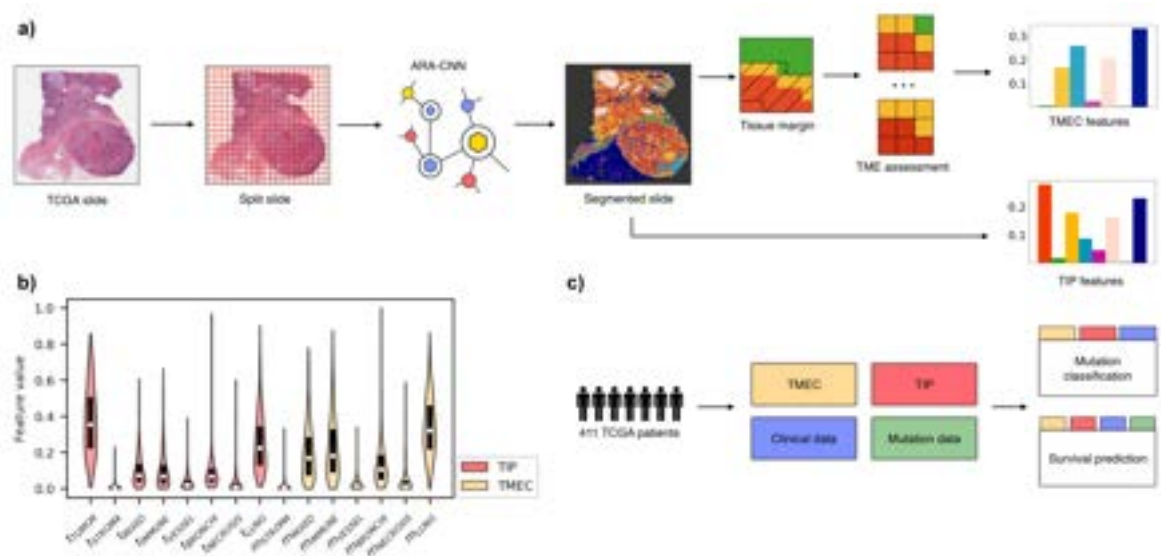 a)
ARA-CNN
TCGA slide
Split slide
Segmented slide
Tissue margin
TME assessment
0.3
0.2
0.1
TMEC features
0.2
0.1
TIP features
b)
1.0
0.8
0.6
0.4
0.2
0.0
Feature value
TIP
TMEC
c)
411 TCGA patients
TMEC
TIP
Clinical data
Mutation data
Mutation
classification
Survival prediction